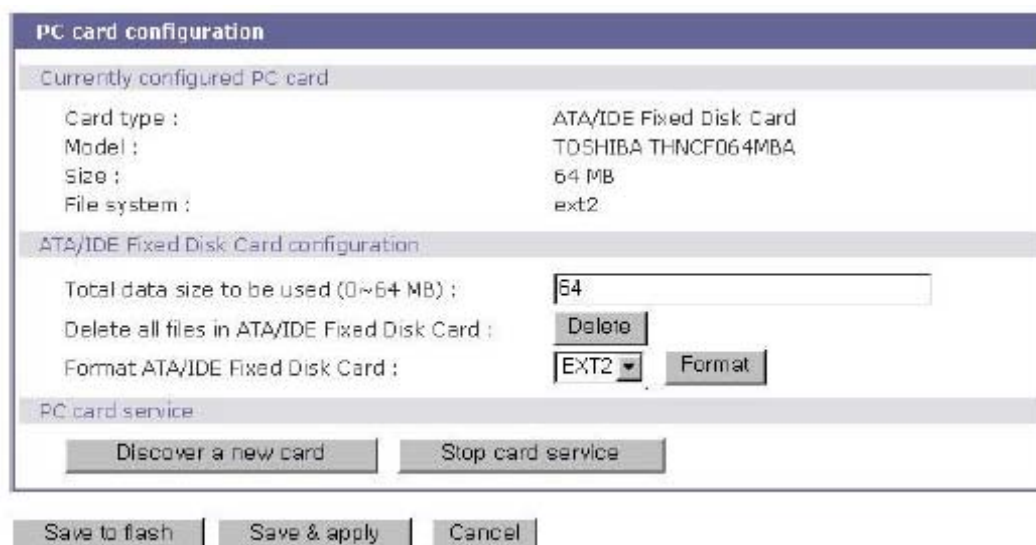 PC card configuration
Currently configured PC card
Card type : ATA/IDE Fixed Disk Card
Model : TOSHIBA THNCF064MBA
Size : 64 MB
File system : ext2
ATA/IDE Fixed Disk Card configuration
Total data size to be used (0~64 MB) : 64
Delete all files in ATA/IDE Fixed Disk Card : Delete
Format ATA/IDE Fixed Disk Card : EXT2 Format
PC card service
Discover a new card Stop card service
Save to flash Save & apply Cancel